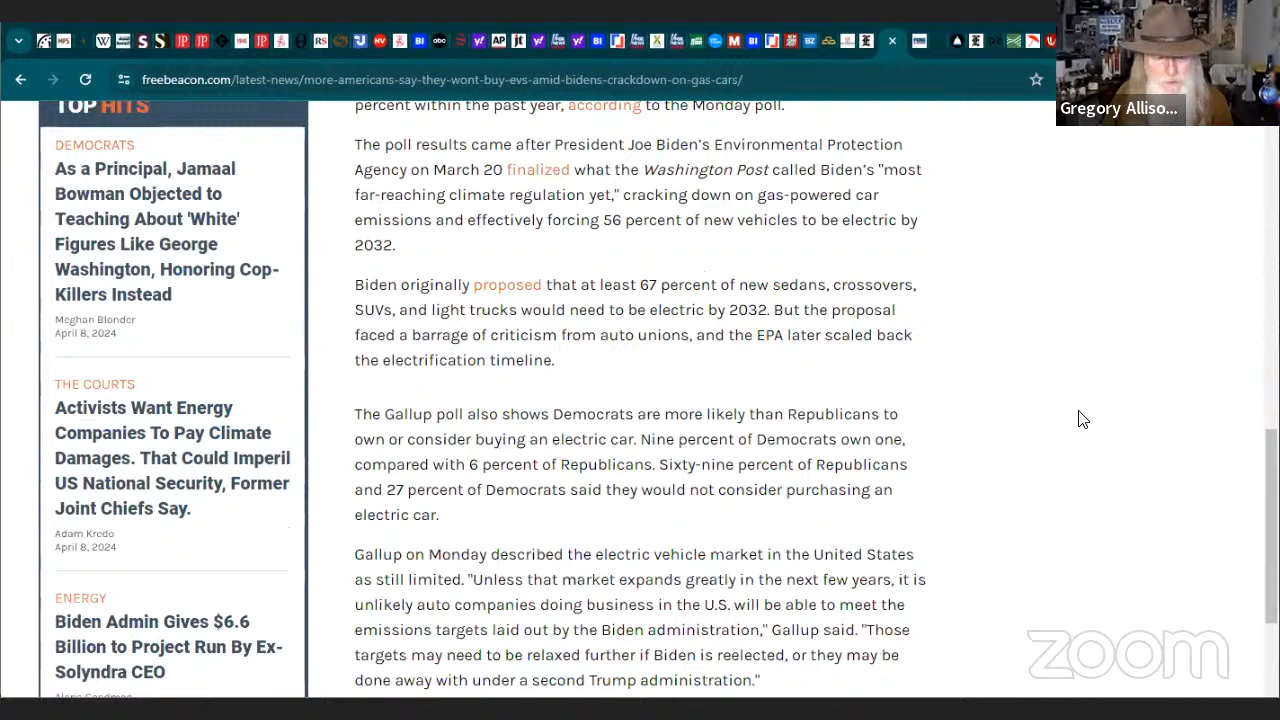 freebeacon.com/latest-news/more-americans-say-they-wont-buy-evs-amid-bidens-crackdown-on-gas-cars/
Gregory Alliso...
TOP HITS
DEMOCRATS
As a Principal, Jamaal
Bowman Objected to
Teaching About 'White'
Figures Like George
Washington, Honoring Cop-
Killers Instead
Meghan Blonder
April 8, 2024
THE COURTS
Activists Want Energy
Companies To Pay Climate
Damages. That Could Imperil
US National Security, Former
Joint Chiefs Say.
Adam Kredo
April 8, 2024
ENERGY
Biden Admin Gives $6.6
Billion to Project Run By Ex-
Solyndra CEO
percent within the past year, according to the Monday poll.
The poll results came after President Joe Biden's Environmental Protection
Agency on March 20 finalized what the Washington Post called Biden's "most
far-reaching climate regulation yet," cracking down on gas-powered car
emissions and effectively forcing 56 percent of new vehicles to be electric by
2032.
Biden originally proposed that at least 67 percent of new sedans, crossovers,
SUVs, and light trucks would need to be electric by 2032. But the proposal
faced a barrage of criticism from auto unions, and the EPA later scaled back
the electrification timeline.
The Gallup poll also shows Democrats are more likely than Republicans to
own or consider buying an electric car. Nine percent of Democrats own one,
compared with 6 percent of Republicans. Sixty-nine percent of Republicans
and 27 percent of Democrats said they would not consider purchasing an
electric car.
Gallup on Monday described the electric vehicle market in the United States
as still limited. "Unless that market expands greatly in the next few years, it is
unlikely auto companies doing business in the U.S. will be able to meet the
emissions targets laid out by the Biden administration," Gallup said. "Those
targets may need to be relaxed further if Biden is reelected, or they may be
done away with under a second Trump administration."
zoom